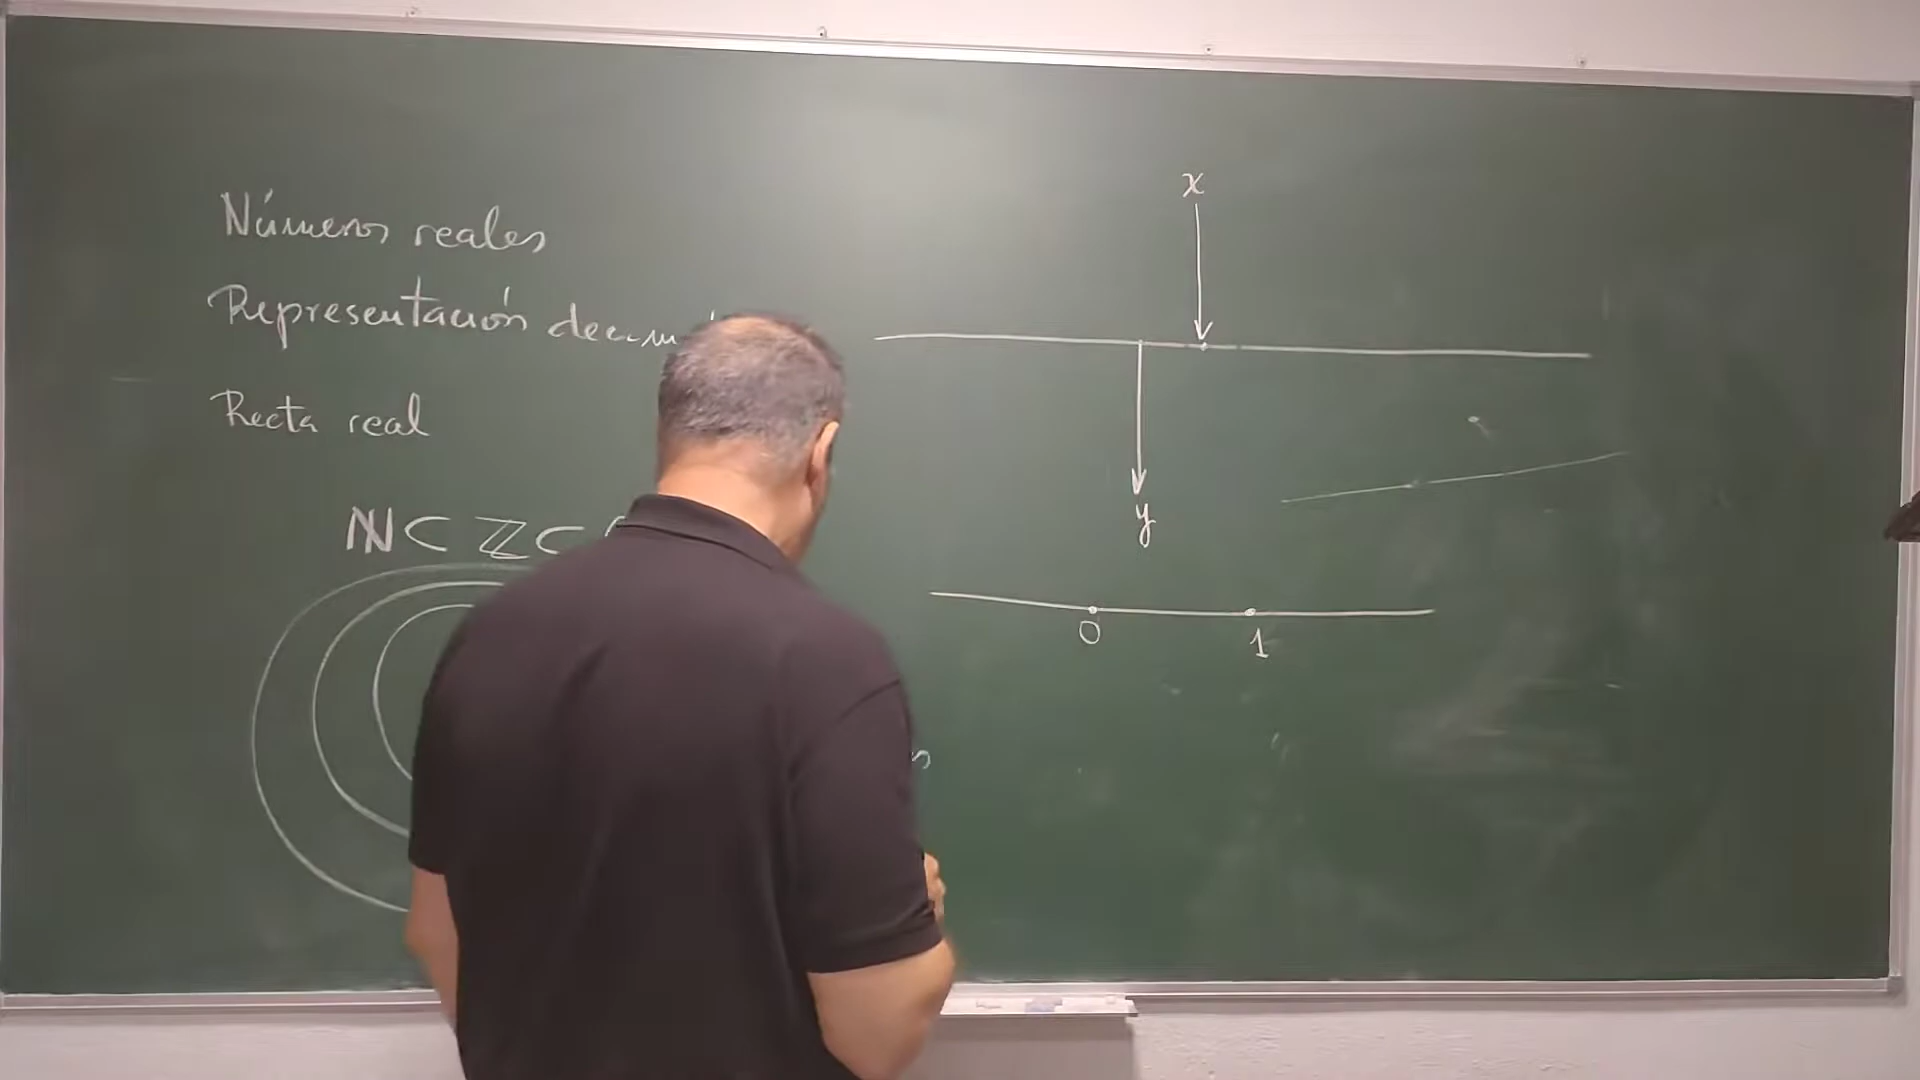 Números reales
Representación
Recta real
ℕ ⊂ ℤ ⊂
x
y
0 1